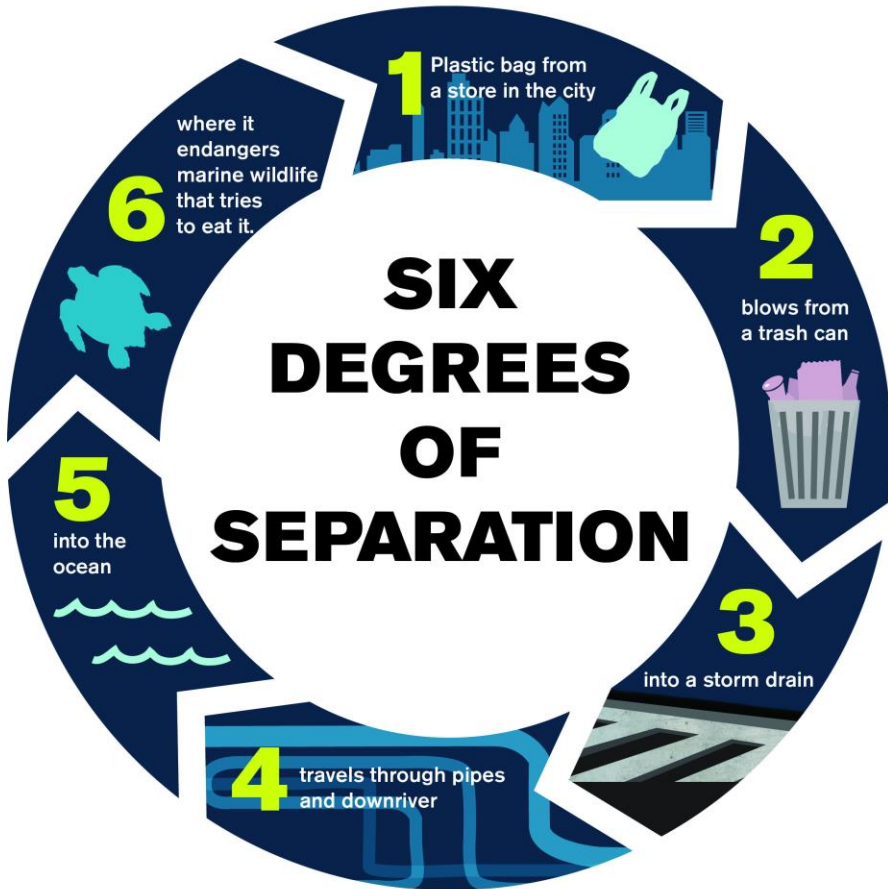 SIX
DEGREES
OF
SEPARATION
1
Plastic bag from
a store in the city
2
blows from
a trash can
3
into a storm drain
4
travels through pipes
and downriver
5
into the
ocean
6
where it
endangers
marine wildlife
that tries
to eat it.